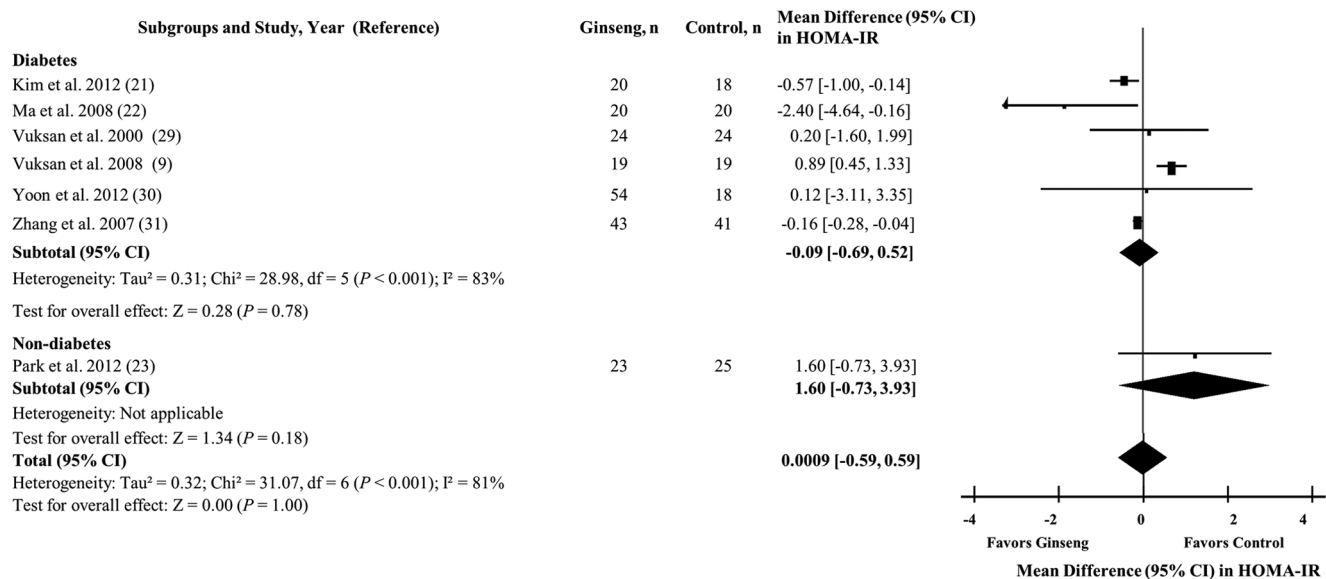 Subgroups and Study, Year (Reference) Ginseng, n Control, n Mean Difference (95% CI) in HOMA-IR
Diabetes
Kim et al. 2012 (21) 20 18 -0.57 [-1.00, -0.14]
Ma et al. 2008 (22) 20 20 -2.40 [-4.64, -0.16]
Vuksan et al. 2000 (29) 24 24 0.20 [-1.60, 1.99]
Vuksan et al. 2008 (9) 19 19 0.89 [0.45, 1.33]
Yoon et al. 2012 (30) 54 18 0.12 [-3.11, 3.35]
Zhang et al. 2007 (31) 43 41 -0.16 [-0.28, -0.04]
Subtotal (95% CI) -0.09 [-0.69, 0.52]
Heterogeneity: Tau² = 0.31; Chi² = 28.98, df = 5 (P < 0.001); I² = 83%
Test for overall effect: Z = 0.28 (P = 0.78)
Non-diabetes
Park et al. 2012 (23) 23 25 1.60 [-0.73, 3.93]
Subtotal (95% CI) 1.60 [-0.73, 3.93]
Heterogeneity: Not applicable
Test for overall effect: Z = 1.34 (P = 0.18)
Total (95% CI) 0.0009 [-0.59, 0.59]
Heterogeneity: Tau² = 0.32; Chi² = 31.07, df = 6 (P < 0.001); I² = 81%
Test for overall effect: Z = 0.00 (P = 1.00)
-4 -2 0 2 4
Favors Ginseng Favors Control
Mean Difference (95% CI) in HOMA-IR